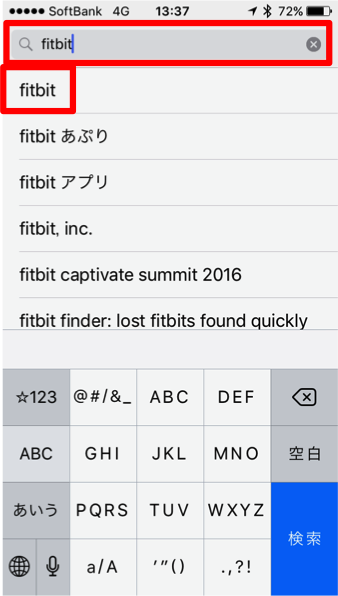 SoftBank 4G 13:37 72%
fitbit
fitbit
fitbit あぷり
fitbit アプリ
fitbit, inc.
fitbit captivate summit 2016
fitbit finder: lost fitbits found quickly
☆123 @#/&_ ABC DEF
ABC GHI JKL MNO 空白
あいう PQRS TUV WXYZ
a/A '"() .,?! 検索